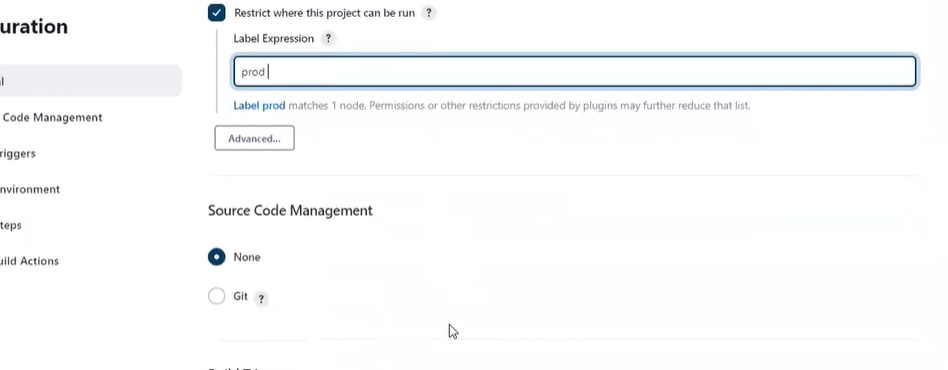 uration
Restrict where this project can be run ?
Label Expression ?
prod
Label prod matches 1 node. Permissions or other restrictions provided by plugins may further reduce that list.
Advanced...
l
Code Management
riggers
nvironment
teps
uild Actions
Source Code Management
None
Git ?